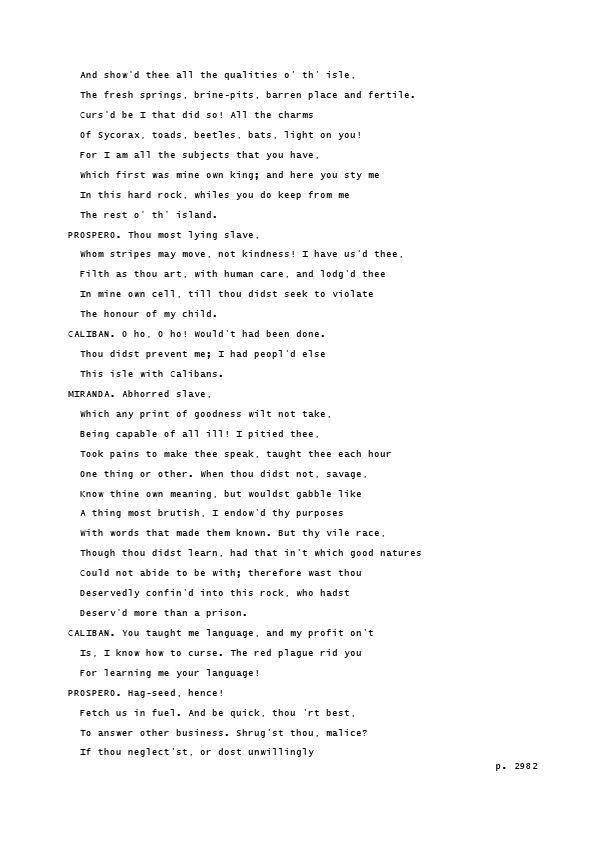 And show'd thee all the qualities o' th' isle,
The fresh springs, brine-pits, barren place and fertile.
Curs'd be I that did so! All the charms
Of Sycorax, toads, beetles, bats, light on you!
For I am all the subjects that you have,
Which first was mine own king; and here you sty me
In this hard rock, whiles you do keep from me
The rest o' th' island.
PROSPERO. Thou most lying slave,
Whom stripes may move, not kindness! I have us'd thee,
Filth as thou art, with human care, and lodg'd thee
In mine own cell, till thou didst seek to violate
The honour of my child.
CALIBAN. O ho, O ho! Would't had been done.
Thou didst prevent me; I had peopl'd else
This isle with Calibans.
MIRANDA. Abhorred slave,
Which any print of goodness wilt not take,
Being capable of all ill! I pitied thee,
Took pains to make thee speak, taught thee each hour
One thing or other. When thou didst not, savage,
Know thine own meaning, but wouldst gabble like
A thing most brutish, I endow'd thy purposes
With words that made them known. But thy vile race,
Though thou didst learn, had that in't which good natures
Could not abide to be with; therefore wast thou
Deservedly confin'd into this rock, who hadst
Deserv'd more than a prison.
CALIBAN. You taught me language, and my profit on't
Is, I know how to curse. The red plague rid you
For learning me your language!
PROSPERO. Hag-seed, hence!
Fetch us in fuel. And be quick, thou 'rt best,
To answer other business. Shrug'st thou, malice?
If thou neglect'st, or dost unwillingly
p. 2982